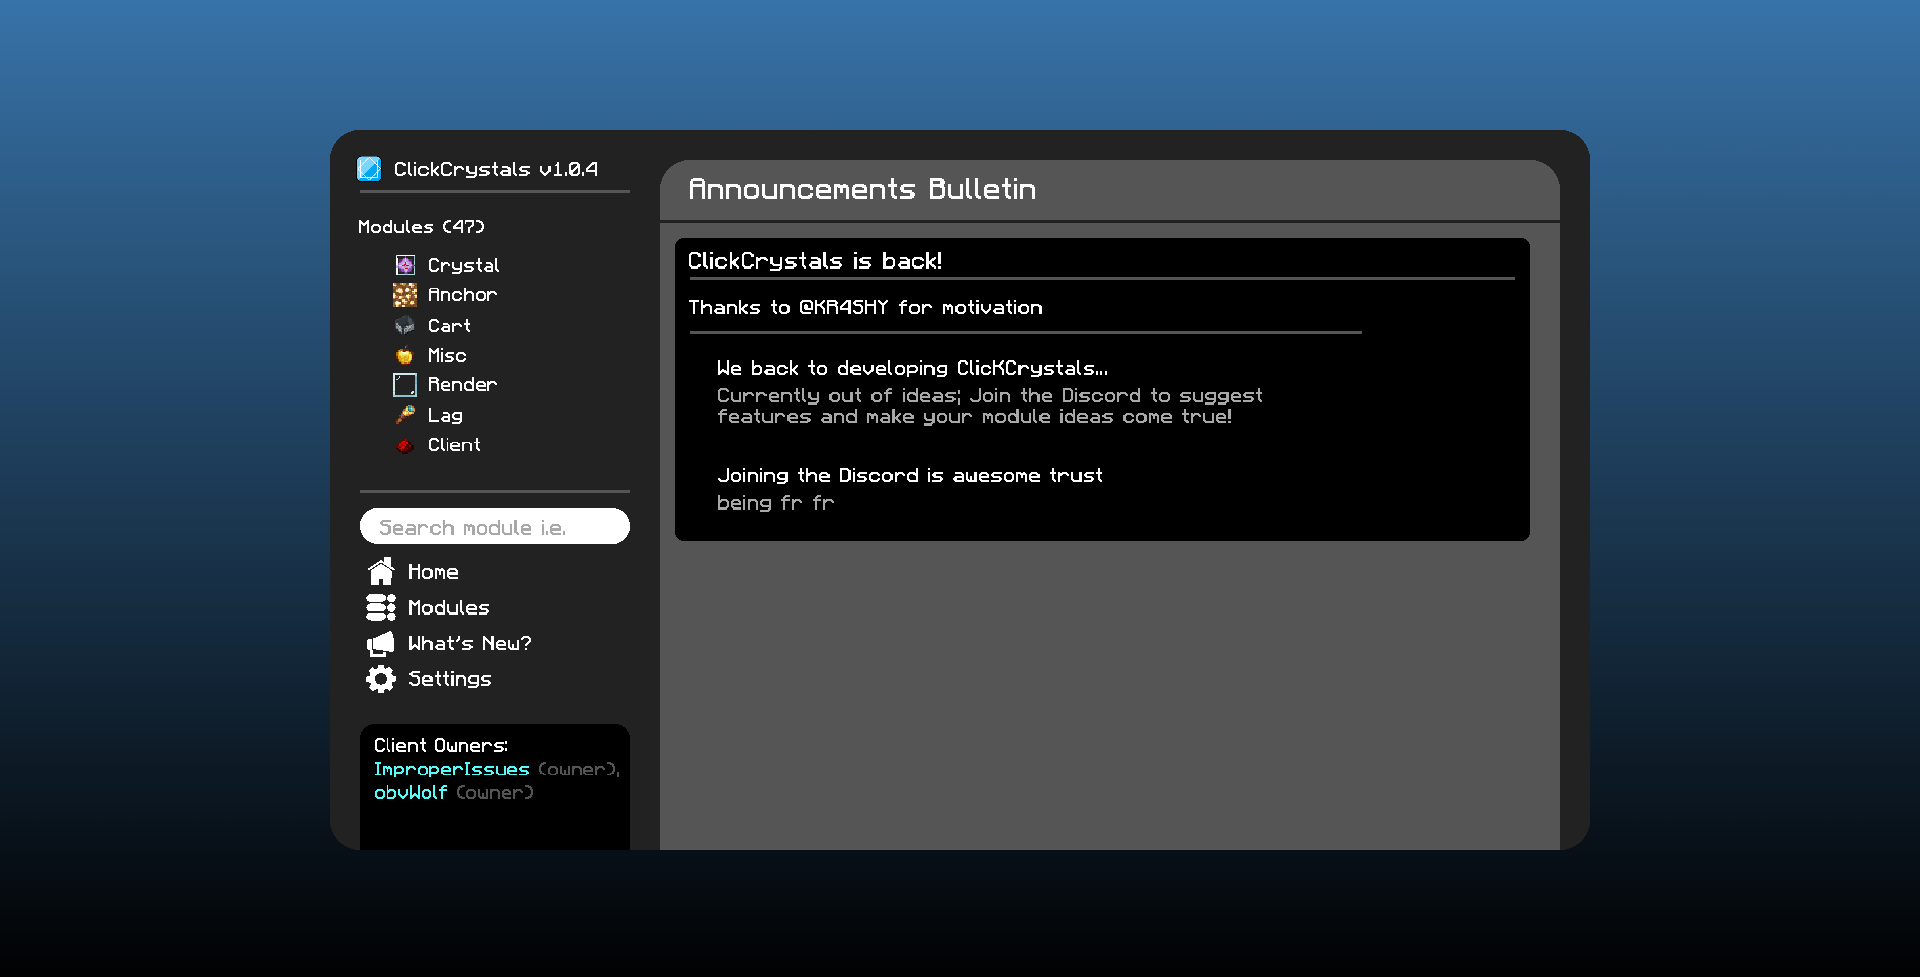 ClickCrystals v1.0.4
Modules (47)
Crystal
Anchor
Cart
Misc
Render
Lag
Client
Search module i.e.
Home
Modules
What's New?
Settings
Client Owners:
ImproperIssues (owner),
obvWolf (owner)
Announcements Bulletin
ClickCrystals is back!
Thanks to @KR4SHY for motivation
We back to developing ClicKCrystals...
Currently out of ideas; Join the Discord to suggest
features and make your module ideas come true!
Joining the Discord is awesome trust
being fr fr